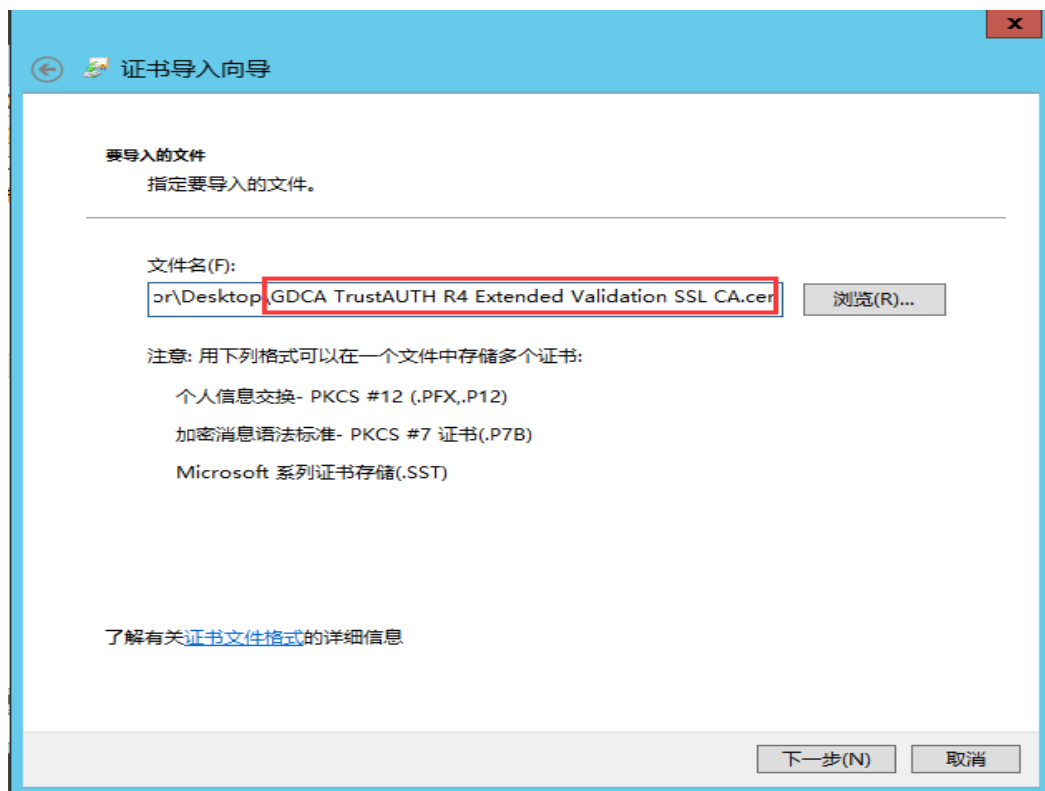 x
证书导入向导
要导入的文件
指定要导入的文件。
文件名(F):
or\Desktop\GDCA TrustAUTH R4 Extended Validation SSL CA.cer
浏览(R)...
注意: 用下列格式可以在一个文件中存储多个证书:
个人信息交换- PKCS #12 (.PFX,.P12)
加密消息语法标准- PKCS #7 证书(.P7B)
Microsoft 系列证书存储(.SST)
了解有关证书文件格式的详细信息
下一步(N)
取消